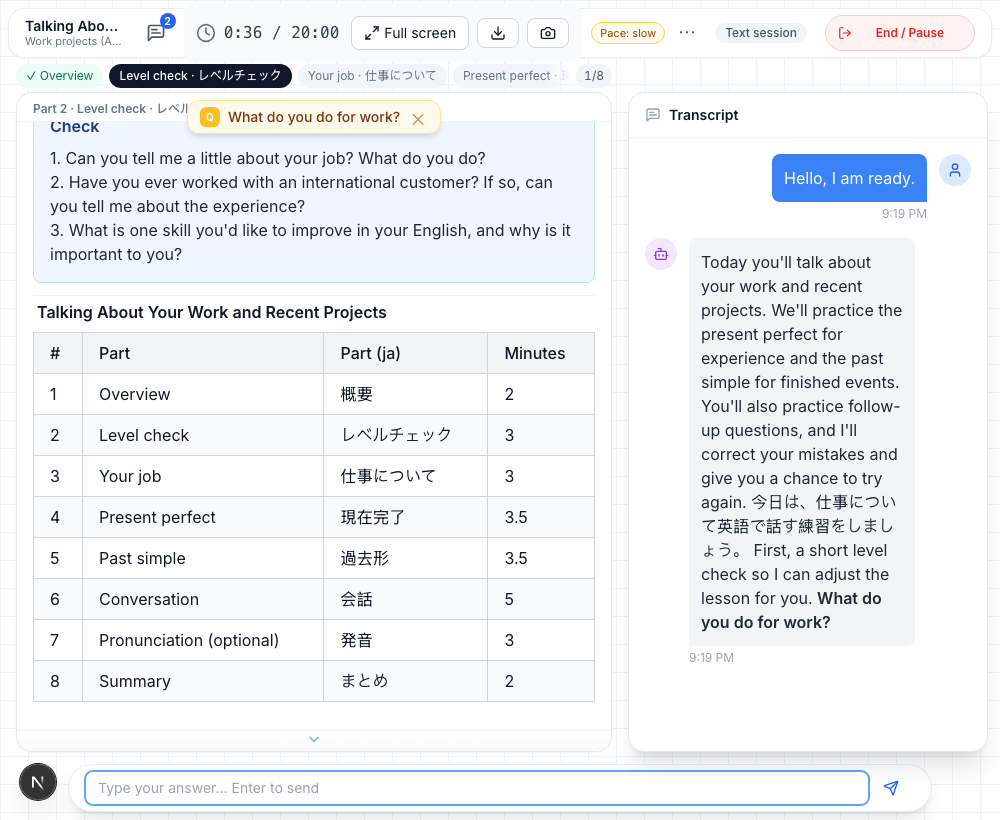 Talking Abo...
Work projects (A...
2
0:36 / 20:00
Full screen
Pace: slow
Text session
End / Pause
✓ Overview
Level check · レベルチェック
Your job · 仕事について
Present perfect ·
1/8
Part 2 · Level check · レベル
Q What do you do for work?
Check
1. Can you tell me a little about your job? What do you do?
2. Have you ever worked with an international customer? If so, can
you tell me about the experience?
3. What is one skill you'd like to improve in your English, and why is it
important to you?
Talking About Your Work and Recent Projects
# Part Part (ja) Minutes
1 Overview 概要 2
2 Level check レベルチェック 3
3 Your job 仕事について 3
4 Present perfect 現在完了 3.5
5 Past simple 過去形 3.5
6 Conversation 会話 5
7 Pronunciation (optional) 発音 3
8 Summary まとめ 2
Transcript
Hello, I am ready.
9:19 PM
Today you'll talk about
your work and recent
projects. We'll practice the
present perfect for
experience and the past
simple for finished events.
You'll also practice follow-
up questions, and I'll
correct your mistakes and
give you a chance to try
again. 今日は、仕事につい
て英語で話す練習をしまし
ょう。 First, a short level
check so I can adjust the
lesson for you. What do
you do for work?
9:19 PM
N
Type your answer... Enter to send